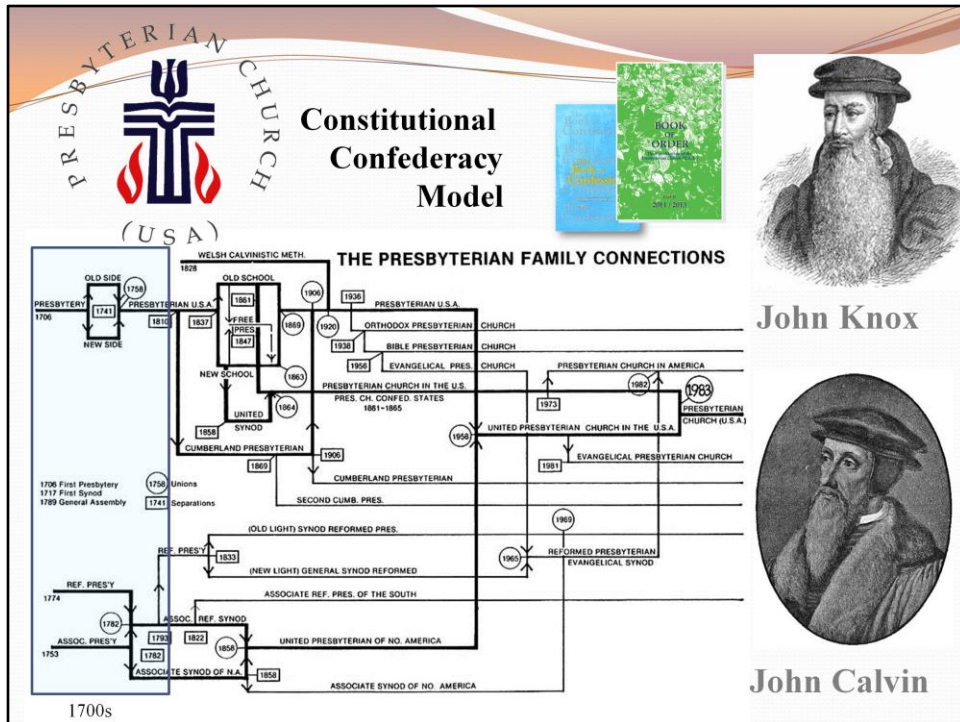 PRESBYTERIAN CHURCH
(USA)
Constitutional
Confederacy
Model
BOOK
OF
ORDER
2011 / 2013
John Knox
THE PRESBYTERIAN FAMILY CONNECTIONS
WELSH CALVINISTIC METH.
1828
OLD SIDE
1758
PRESBYTERY
1706
1741
NEW SIDE
PRESBYTERIAN U.S.A.
1810
1837
OLD SCHOOL
1861
FREE
PRES.
1847
NEW SCHOOL
1869
1863
1906
1920
1936
PRESBYTERIAN U.S.A.
ORTHODOX PRESBYTERIAN CHURCH
1938
BIBLE PRESBYTERIAN CHURCH
1956
EVANGELICAL PRES. CHURCH
PRESBYTERIAN CHURCH IN AMERICA
1982
1983
1973
PRESBYTERIAN CHURCH IN THE U.S.
PRES. CH. CONFED. STATES
1861-1865
PRESBYTERIAN
CHURCH (U.S.A)
UNITED
SYNOD
1864
1858
1958
UNITED PRESBYTERIAN CHURCH IN THE U.S.A.
CUMBERLAND PRESBYTERIAN
1869
1906
1981
EVANGELICAL PRESBYTERIAN CHURCH
CUMBERLAND PRESBYTERIAN
SECOND CUMB. PRES.
1706 First Presbytery
1717 First Synod
1789 General Assembly
1758 Unions
1741 Separations
(OLD LIGHT) SYNOD REFORMED PRES.
1969
REF. PRES'Y
1833
1965
REFORMED PRESBYTERIAN
EVANGELICAL SYNOD
(NEW LIGHT) GENERAL SYNOD REFORMED
REF. PRES'Y
1774
ASSOCIATE REF. PRES. OF THE SOUTH
1782
ASSOC. REF. SYNOD
1793
1822
ASSOC. PRES'Y
1753
1782
1858
UNITED PRESBYTERIAN OF NO. AMERICA
ASSOCIATE SYNOD OF N.A.
1858
ASSOCIATE SYNOD OF NO. AMERICA
John Calvin
1700s